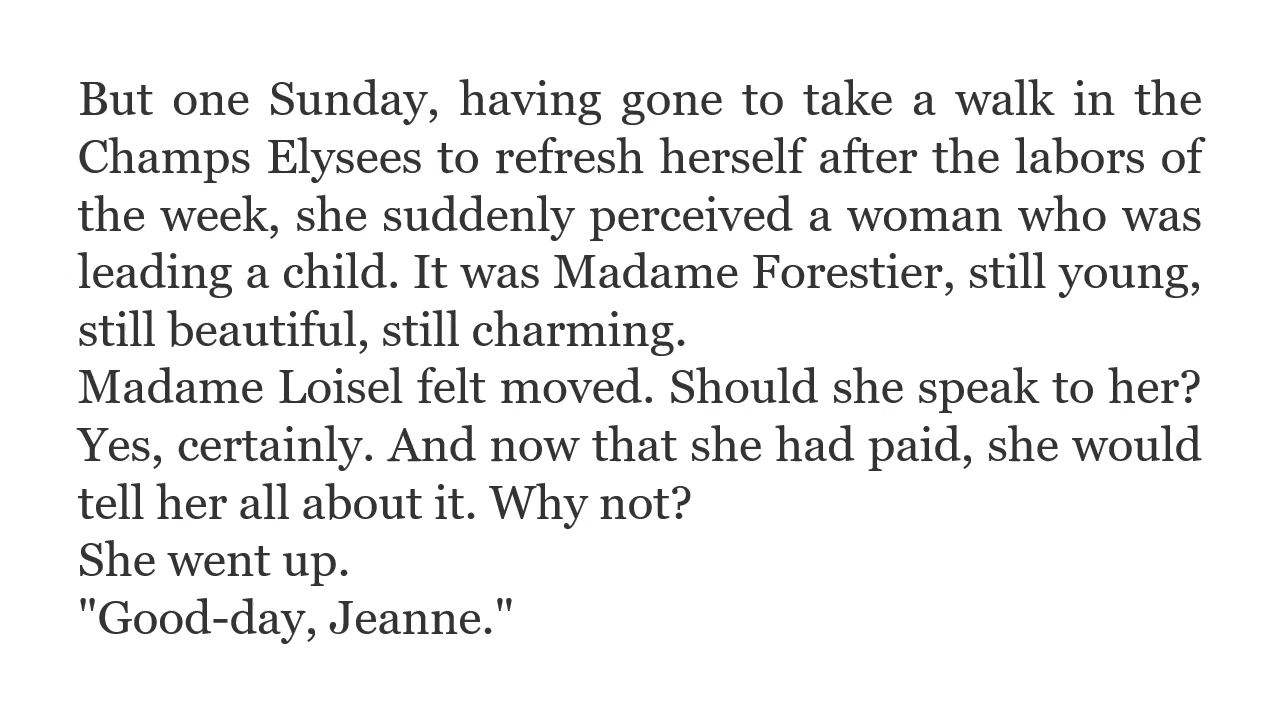 But one Sunday, having gone to take a walk in the
Champs Elysees to refresh herself after the labors of
the week, she suddenly perceived a woman who was
leading a child. It was Madame Forestier, still young,
still beautiful, still charming.
Madame Loisel felt moved. Should she speak to her?
Yes, certainly. And now that she had paid, she would
tell her all about it. Why not?
She went up.
"Good-day, Jeanne."